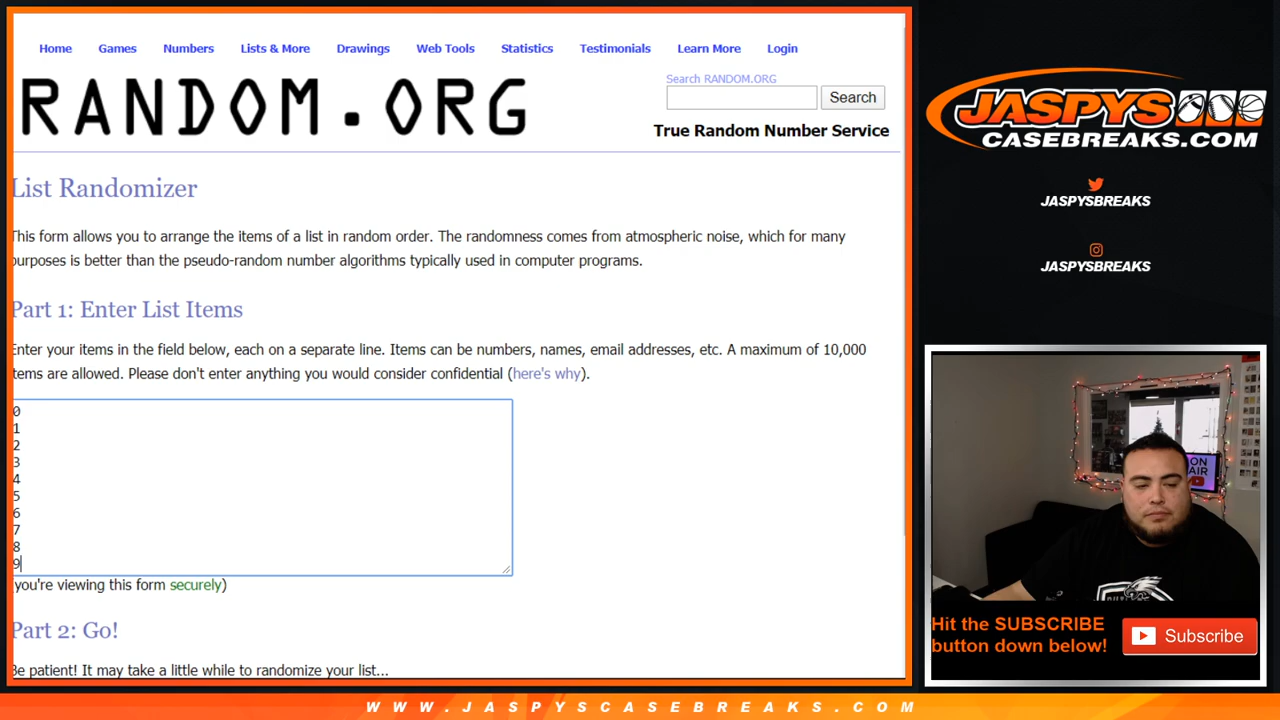 Home Games Numbers Lists & More Drawings Web Tools Statistics Testimonials Learn More Login
RANDOM.ORG
Search RANDOM.ORG
Search
True Random Number Service
List Randomizer
This form allows you to arrange the items of a list in random order. The randomness comes from atmospheric noise, which for many
purposes is better than the pseudo-random number algorithms typically used in computer programs.
Part 1: Enter List Items
Enter your items in the field below, each on a separate line. Items can be numbers, names, email addresses, etc. A maximum of 10,000
items are allowed. Please don't enter anything you would consider confidential (here's why).
0
1
2
3
4
5
6
7
8
9
(you're viewing this form securely)
Part 2: Go!
Be patient! It may take a little while to randomize your list...
JASPYS
CASEBREAKS.COM
JASPYSBREAKS
JASPYSBREAKS
ON
AIR
Hit the SUBSCRIBE
button down below!
Subscribe
WWW.JASPYSCASEBREAKS.COM